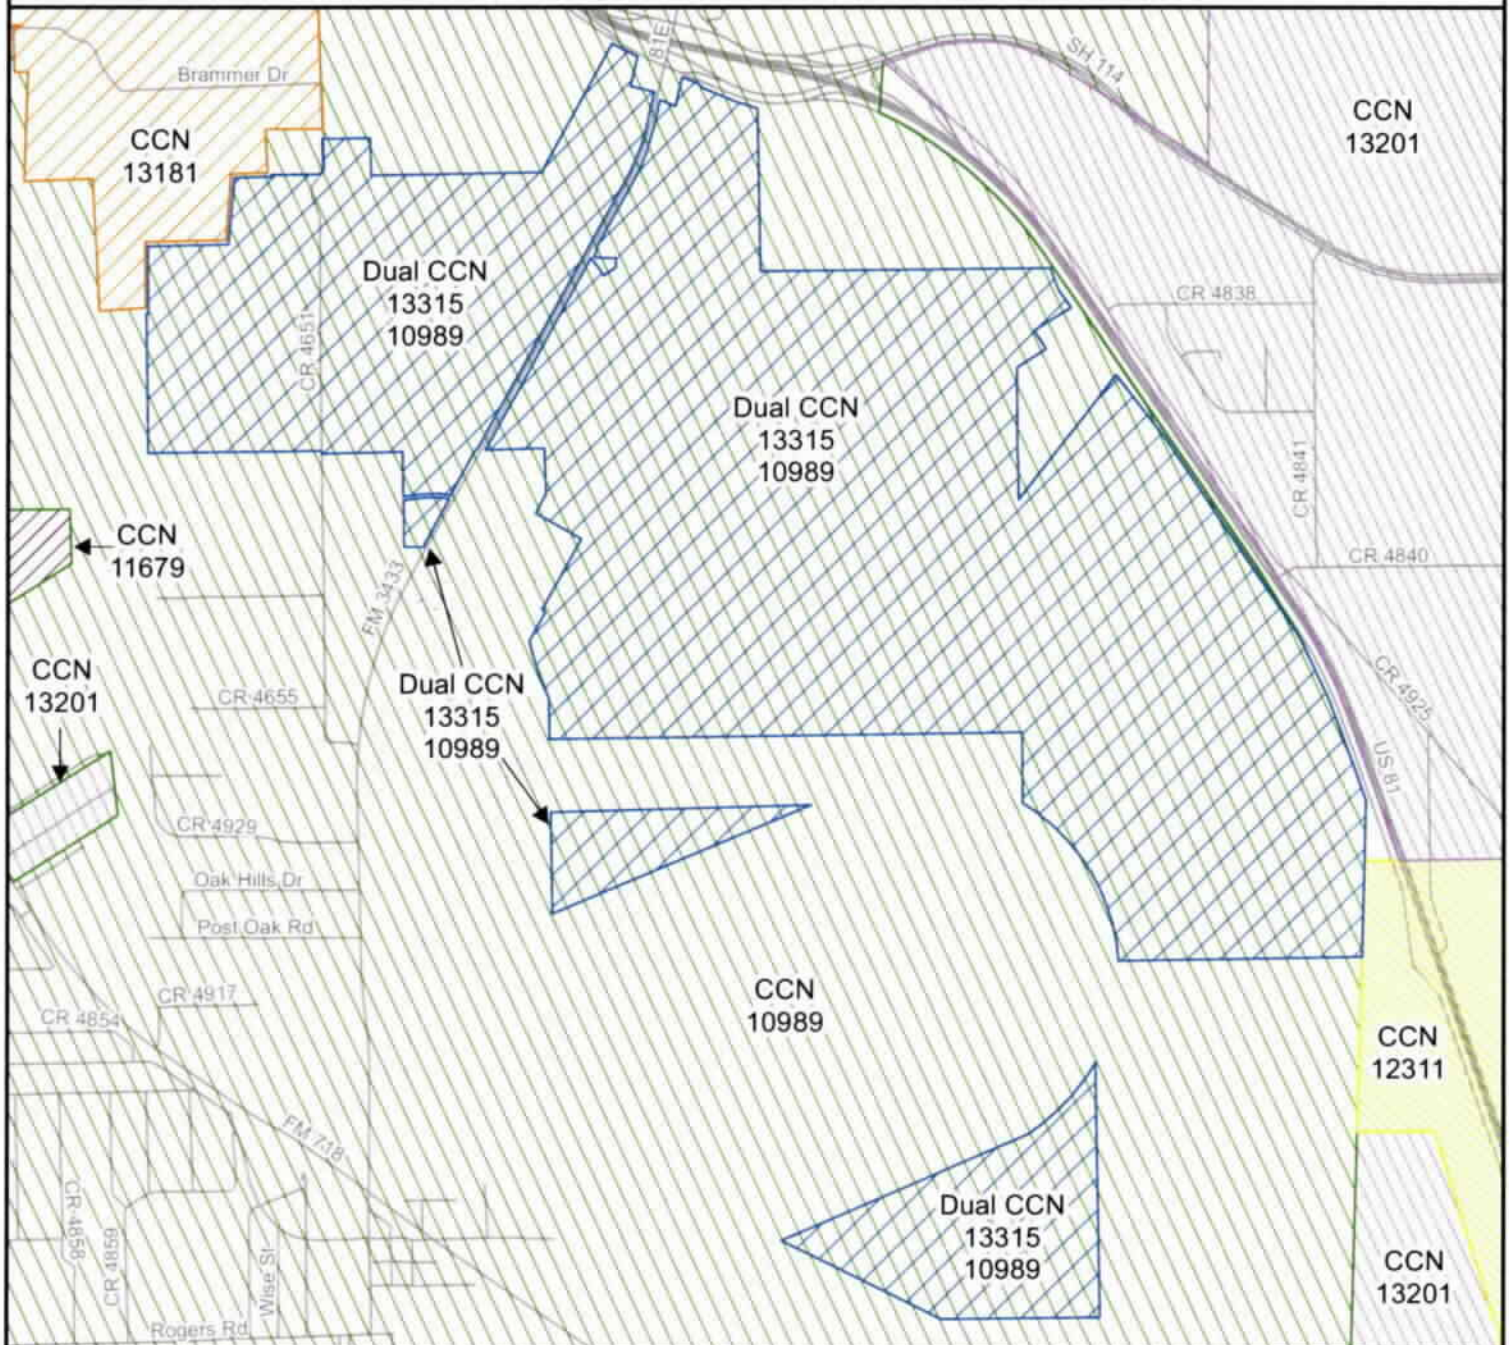 81E
SH 114
Brammer Dr
CCN
13181
CCN
13201
Dual CCN
13315
10989
CR 4651
CR 4838
Dual CCN
13315
10989
CR 4841
CCN
11679
CR 4840
FM 3433
CCN
13201
CR 4655
Dual CCN
13315
10989
CR 4925
US 81
CR 4929
Oak Hills Dr
Post Oak Rd
CR 4917
CR 4854
CCN
10989
CCN
12311
FM 718
CR 4858
CR 4859
Wise St
Dual CCN
13315
10989
CCN
13201
Rogers Rd